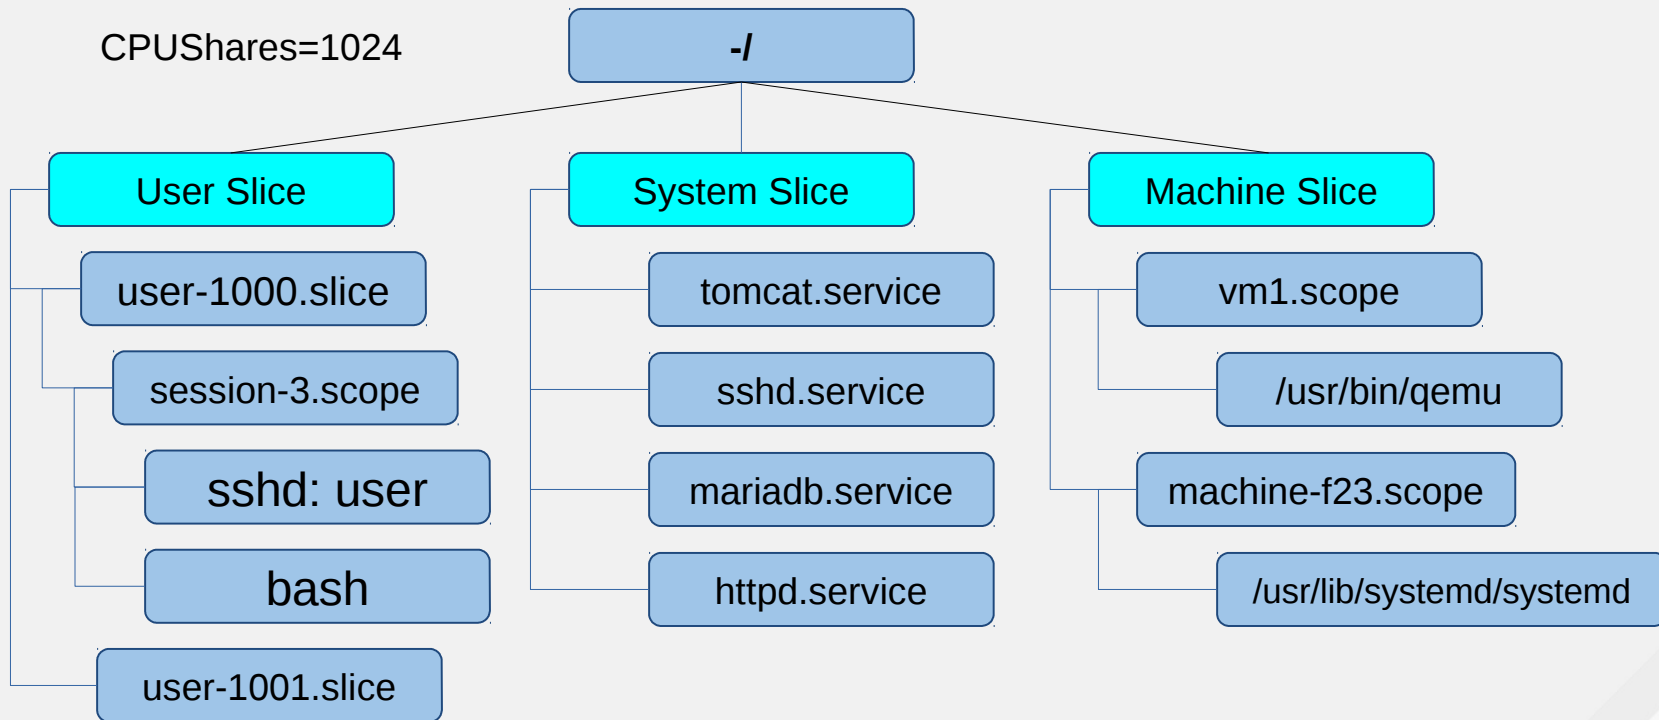 CPUShares=1024
-/
User Slice
System Slice
Machine Slice
user-1000.slice
tomcat.service
vm1.scope
session-3.scope
sshd.service
/usr/bin/qemu
sshd: user
mariadb.service
machine-f23.scope
bash
httpd.service
/usr/lib/systemd/systemd
user-1001.slice